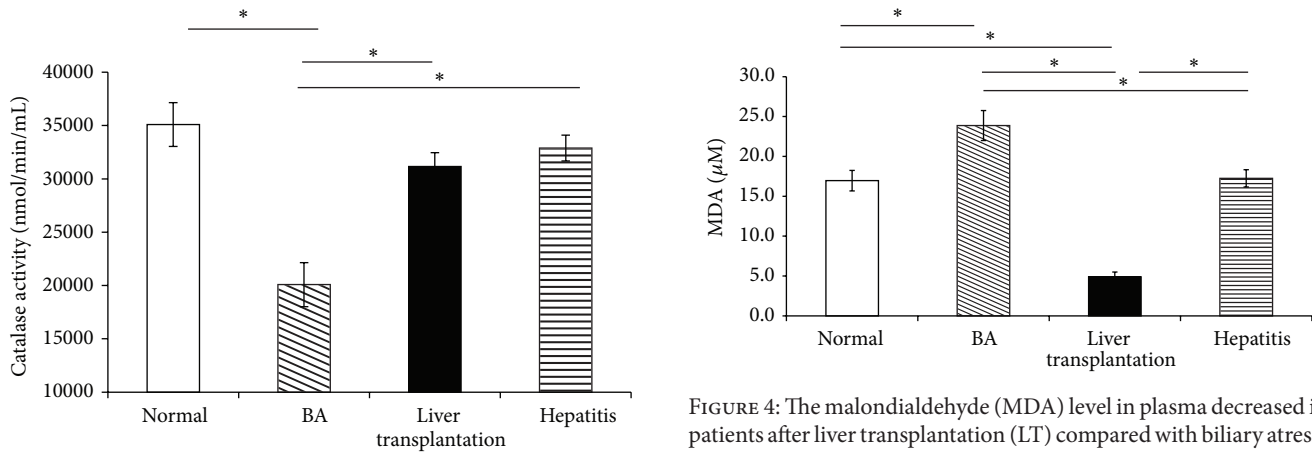 *
*
*
40000
35000
30000
25000
20000
15000
10000
Catalase activity (nmol/min/mL)
Normal
BA
Liver
transplantation
Hepatitis
*
*
*
*
*
30.0
25.0
20.0
15.0
10.0
5.0
0.0
MDA (μM)
Normal
BA
Liver
transplantation
Hepatitis
FIGURE 4: The malondialdehyde (MDA) level in plasma decreased i
patients after liver transplantation (LT) compared with biliary atres